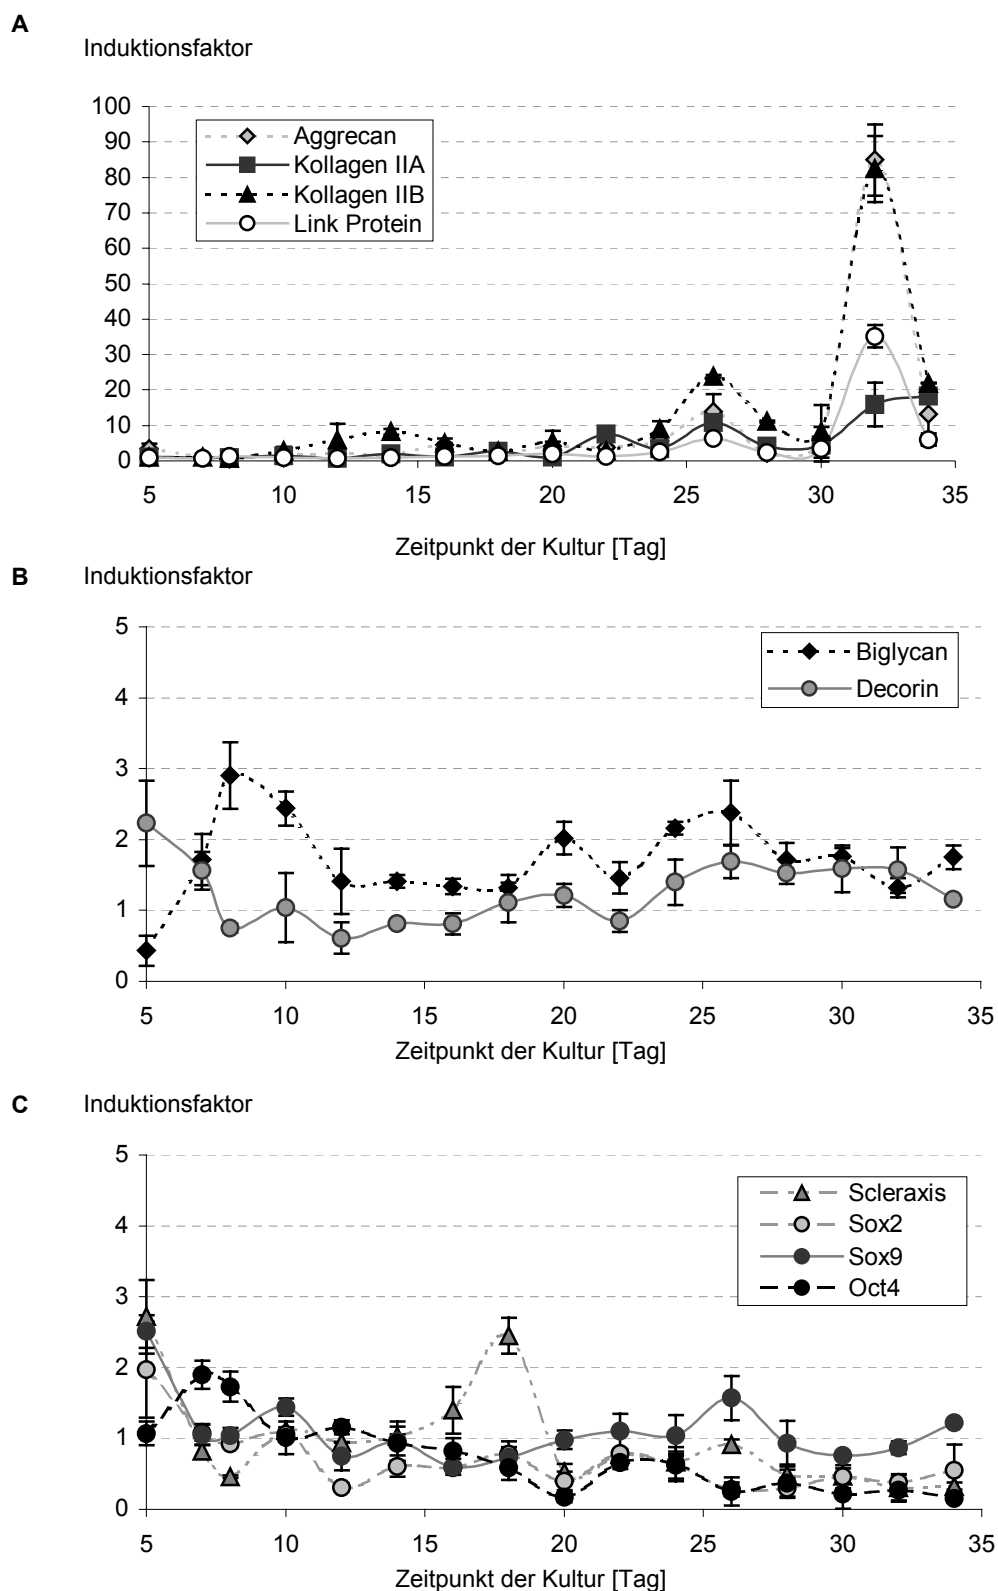 A
Induktionsfaktor
100
90
80
70
60
50
40
30
20
10
0
Aggrecan
Kollagen IIA
Kollagen IIB
Link Protein
5 10 15 20 25 30 35
Zeitpunkt der Kultur [Tag]
B Induktionsfaktor
5
4
3
2
1
0
Biglycan
Decorin
5 10 15 20 25 30 35
Zeitpunkt der Kultur [Tag]
C Induktionsfaktor
5
4
3
2
1
0
Scleraxis
Sox2
Sox9
Oct4
5 10 15 20 25 30 35
Zeitpunkt der Kultur [Tag]